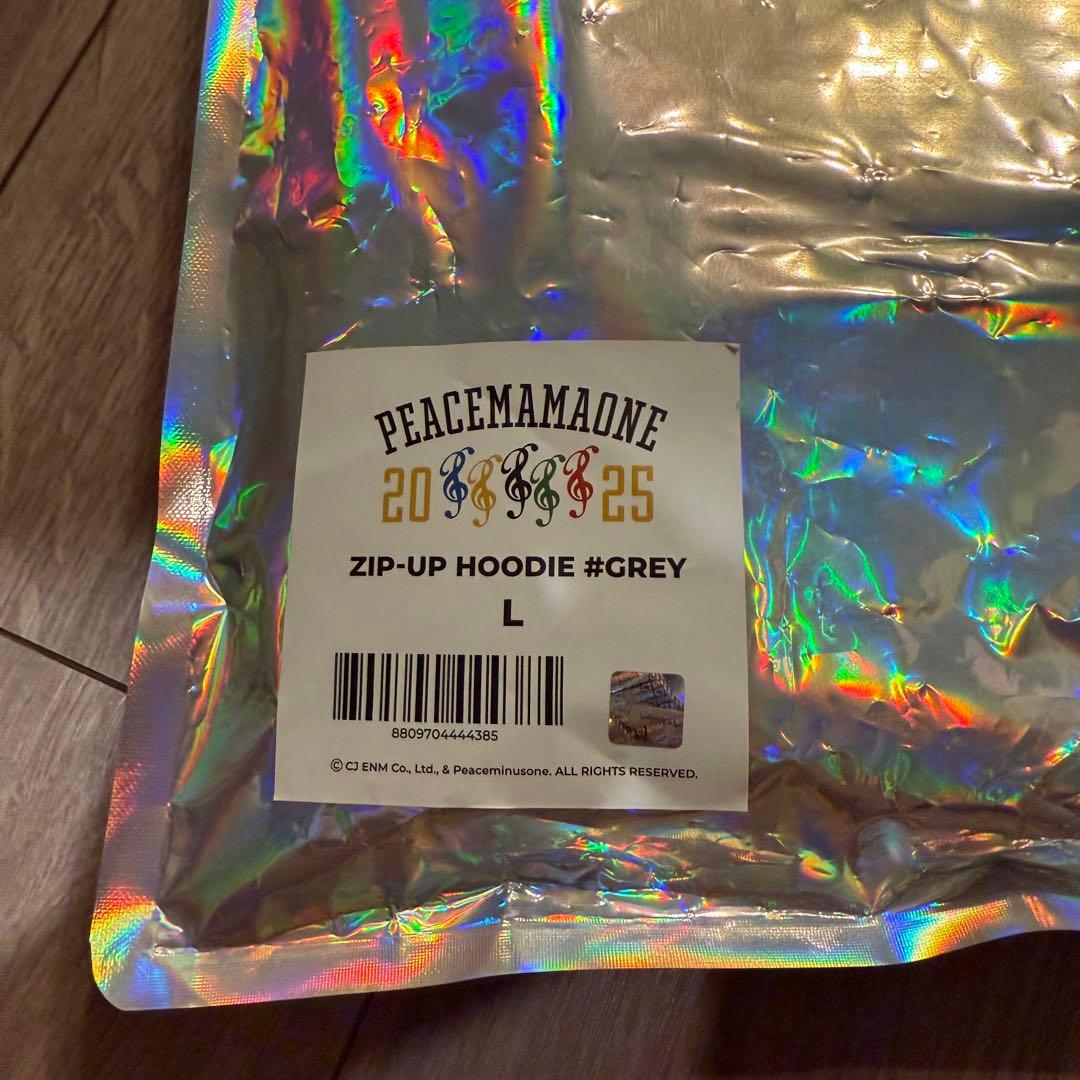 PEACEMAMAONE
20 25
ZIP-UP HOODIE #GREY
L
8809704444385
© CJ ENM Co., Ltd., & Peaceminusone. ALL RIGHTS RESERVED.